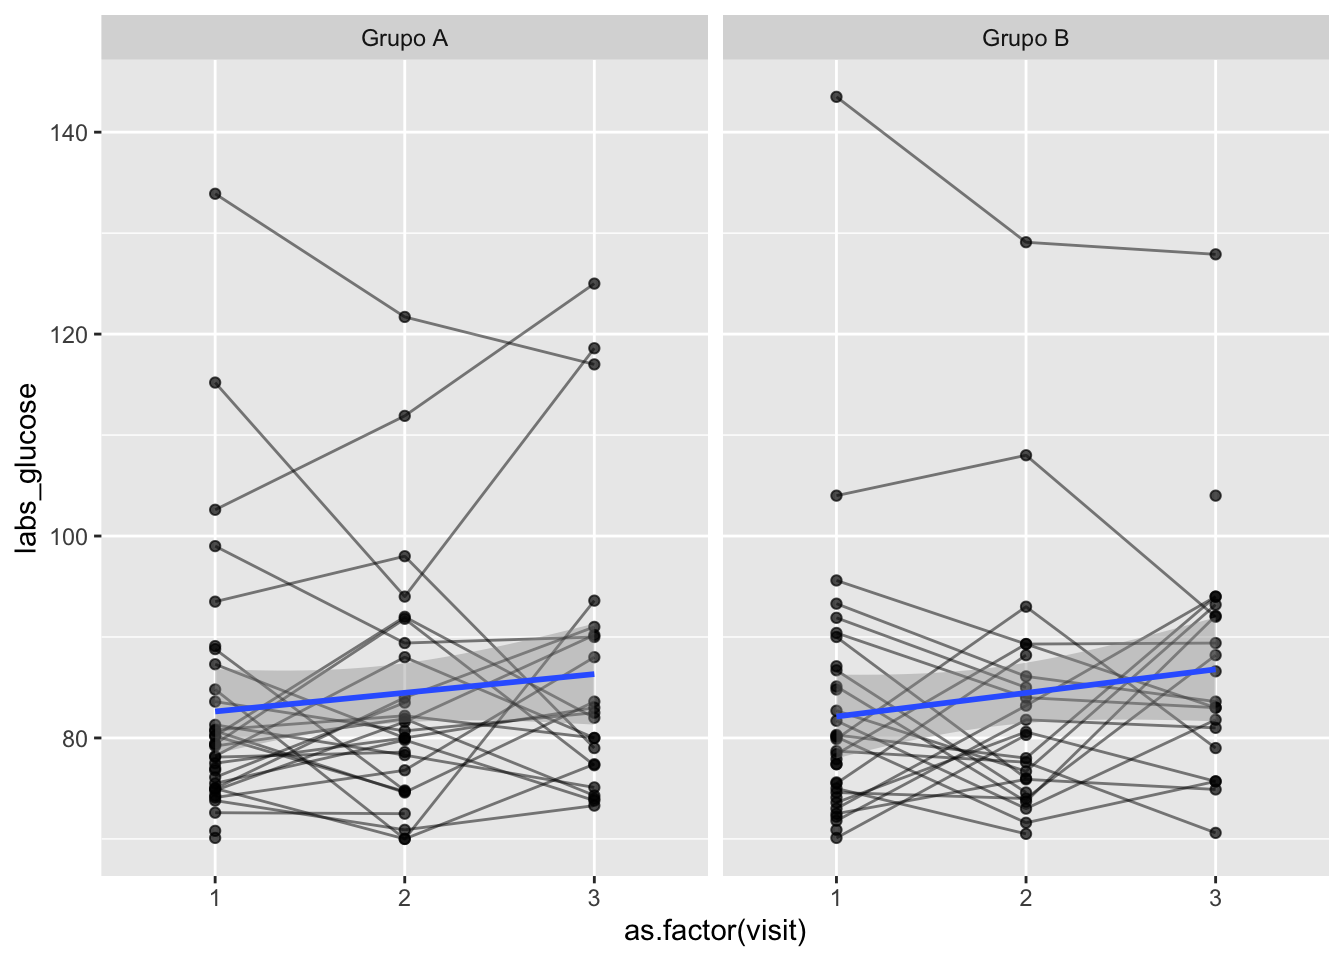 Grupo A
Grupo B
140
120
100
80
labs_glucose
1 2 3
1 2 3
as.factor(visit)